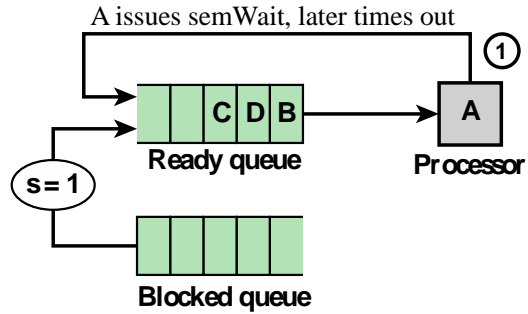 A issues semWait, later times out
1
C D B
A
Ready queue
Processor
s = 1
Blocked queue